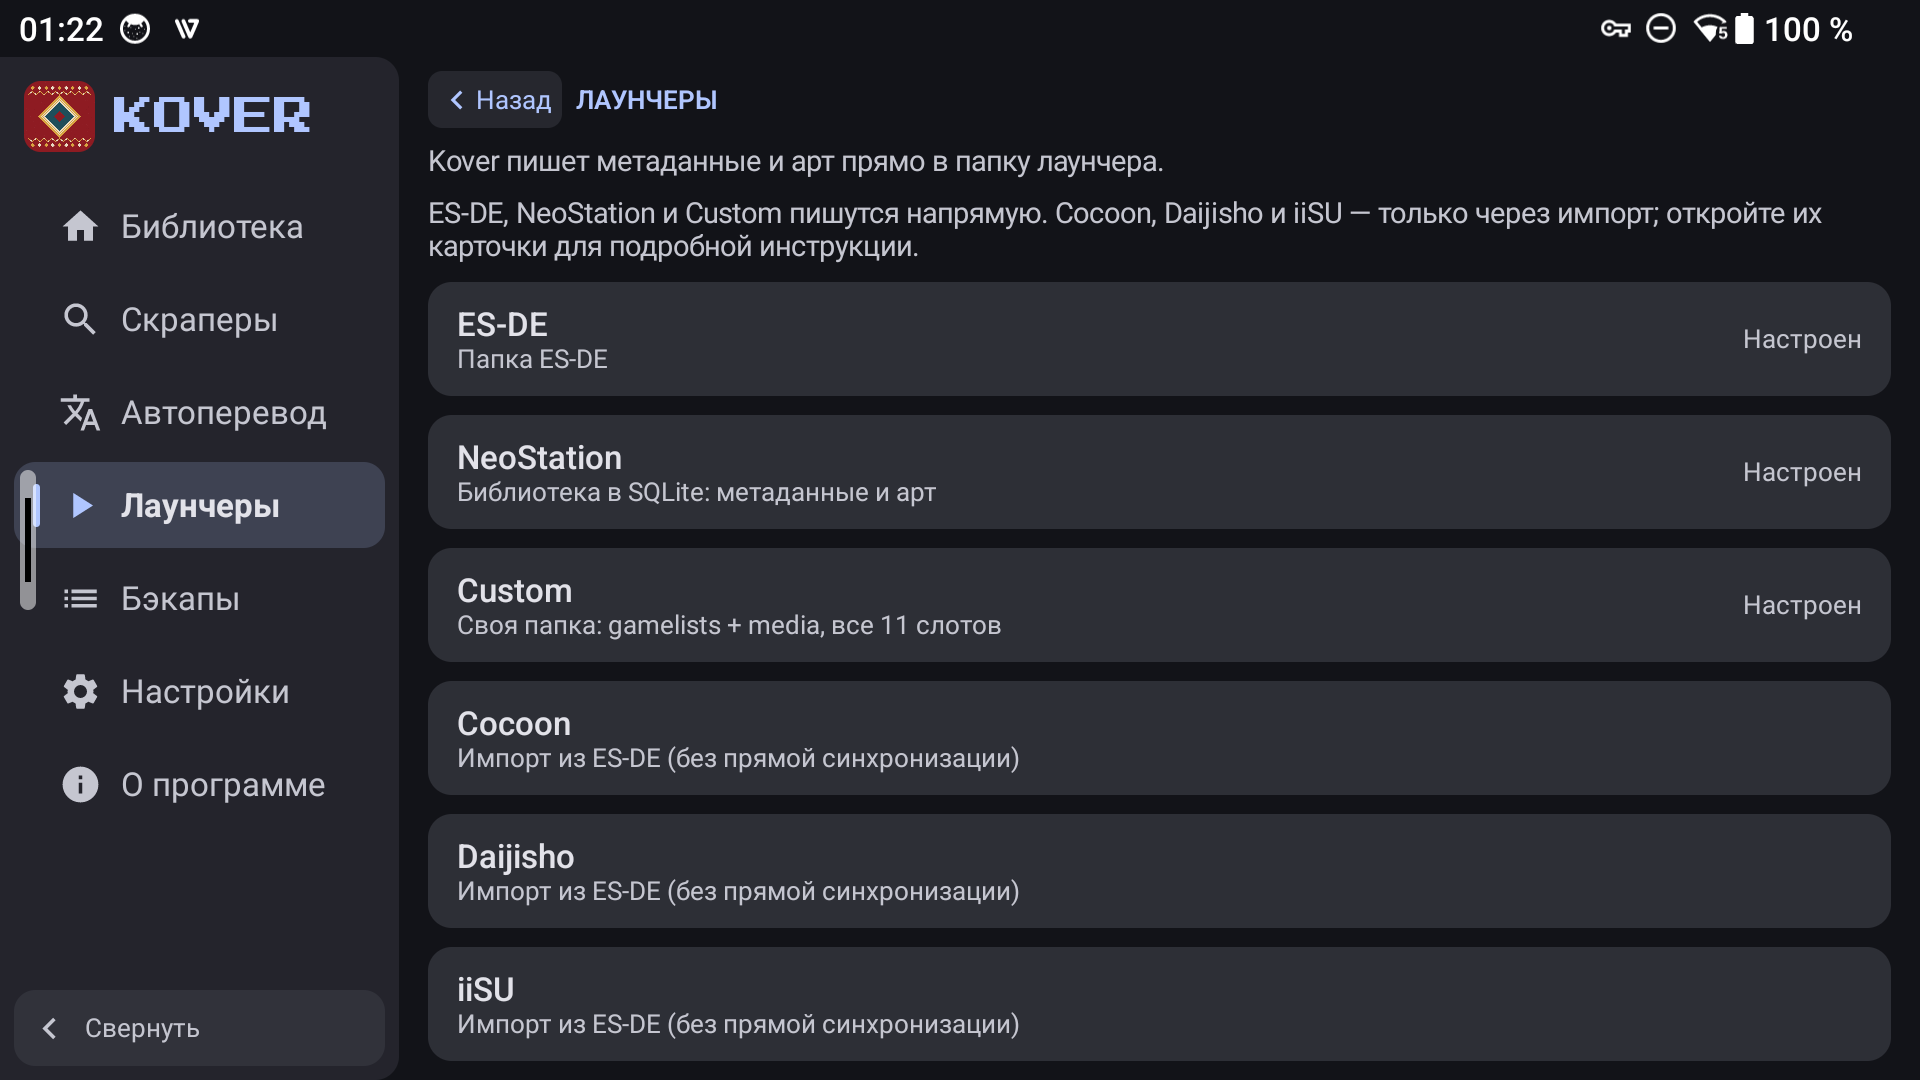 01:22
5 100 %
KOVER
Библиотека
Скраперы
Автоперевод
Лаунчеры
Бэкапы
Настройки
О программе
Свернуть
Назад ЛАУНЧЕРЫ
Kover пишет метаданные и арт прямо в папку лаунчера.
ES-DE, NeoStation и Custom пишутся напрямую. Cocoon, Daijisho и iiSU — только через импорт; откройте их
карточки для подробной инструкции.
ES-DE
Папка ES-DE
Настроен
NeoStation
Библиотека в SQLite: метаданные и арт
Настроен
Custom
Своя папка: gamelists + media, все 11 слотов
Настроен
Cocoon
Импорт из ES-DE (без прямой синхронизации)
Daijisho
Импорт из ES-DE (без прямой синхронизации)
iiSU
Импорт из ES-DE (без прямой синхронизации)